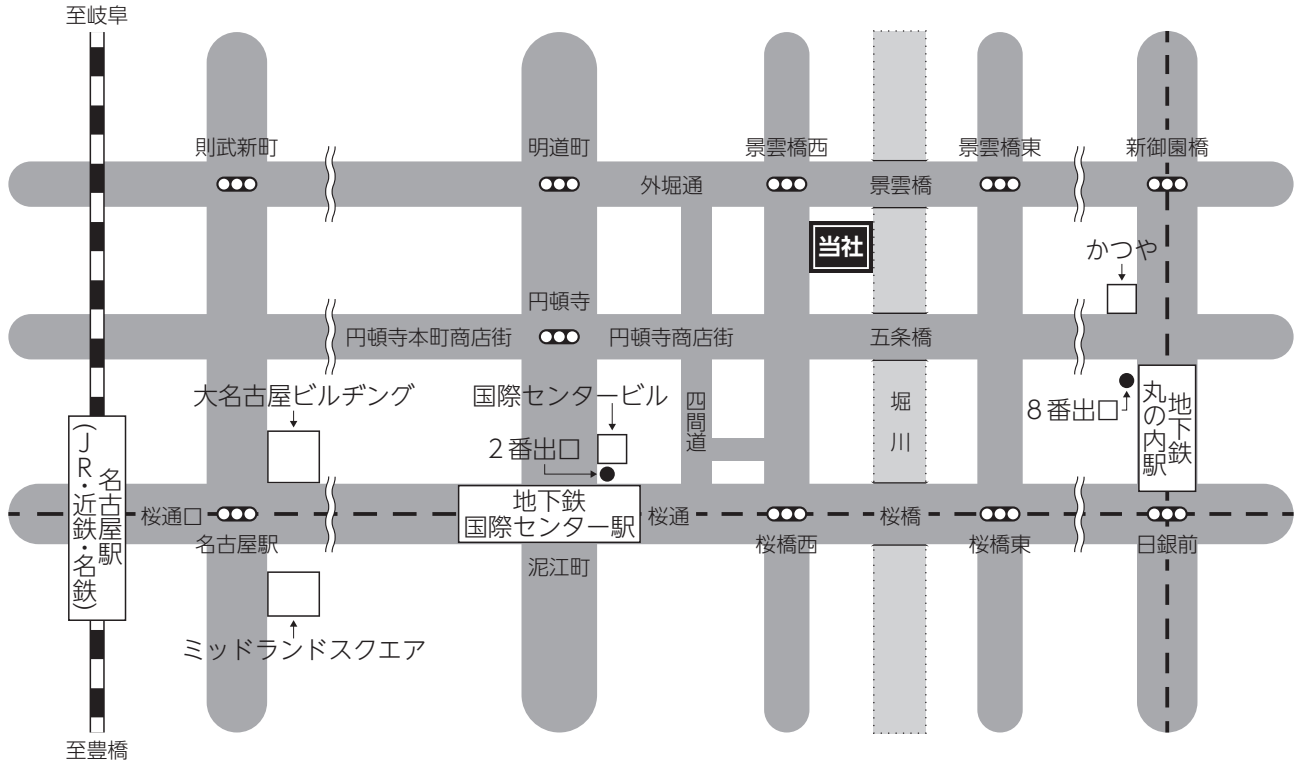 至岐阜
則武新町
明道町
景雲橋西
景雲橋東
新御園橋
外堀通
景雲橋
当社
かつや
円頓寺
円頓寺本町商店街
円頓寺商店街
五条橋
大名古屋ビルヂング
国際センタービル
四間道
堀川
8番出口
地下鉄
丸の内駅
2番出口
名古屋駅
(JR・近鉄・名鉄)
桜通口
地下鉄
国際センター駅
桜通
桜橋
名古屋駅
桜橋西
桜橋東
日銀前
泥江町
ミッドランドスクエア
至豊橋